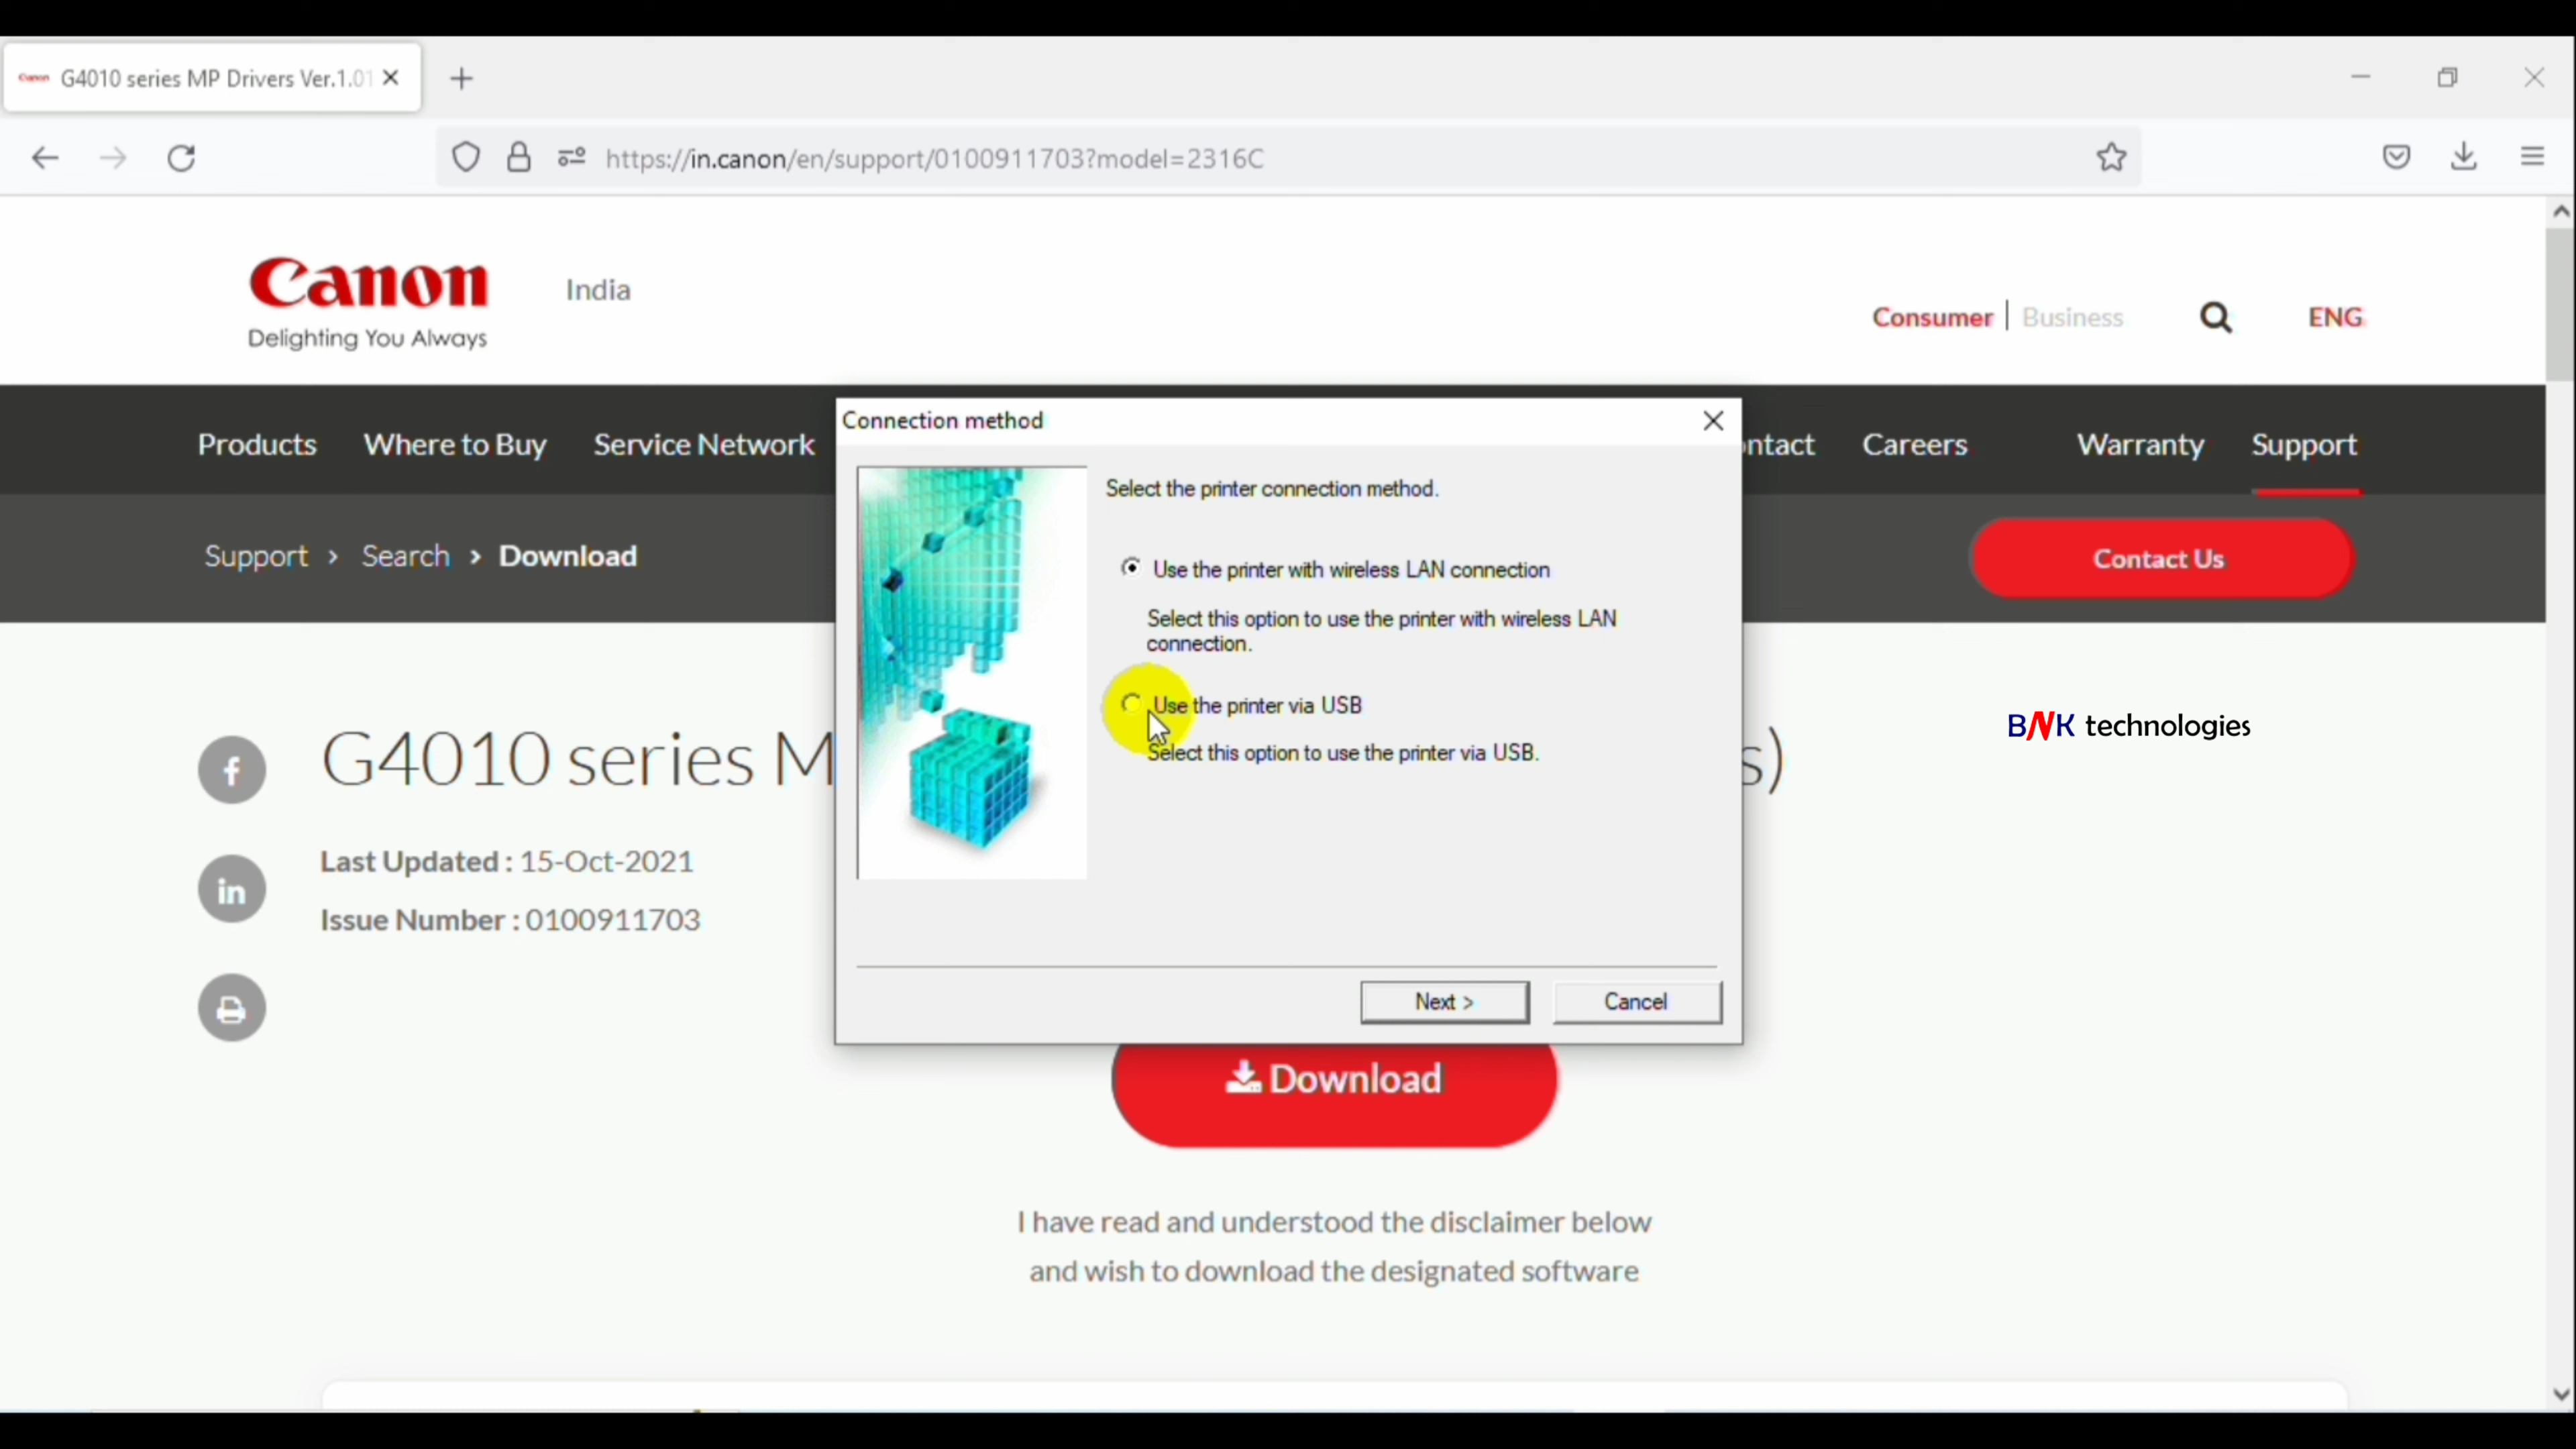 Canon G4010 series MP Drivers Ver.1.01
https://in.canon/en/support/0100911703?model=2316C
Canon
Delighting You Always
India
Consumer | Business
ENG
Products
Where to Buy
Service Network
Careers
Warranty
Support
Support > Search > Download
Contact Us
G4010 series
Last Updated : 15-Oct-2021
Issue Number : 0100911703
f
in
Connection method
Select the printer connection method.
Use the printer with wireless LAN connection
Select this option to use the printer with wireless LAN
connection.
Use the printer via USB
Select this option to use the printer via USB.
Next >
Cancel
BNK technologies
Download
I have read and understood the disclaimer below
and wish to download the designated software